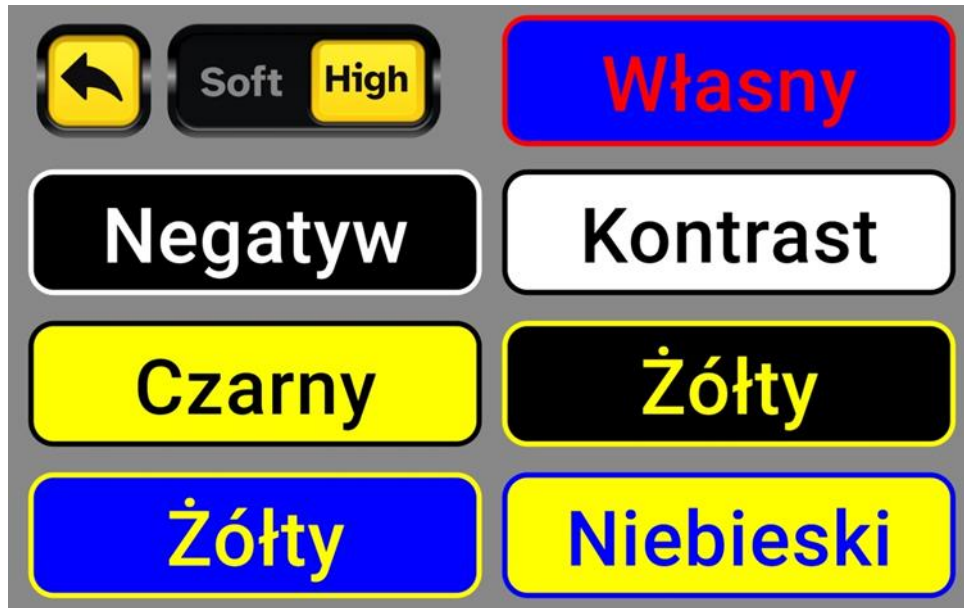 Soft High
Własny
Negatyw
Kontrast
Czarny
Żółty
Żółty
Niebieski